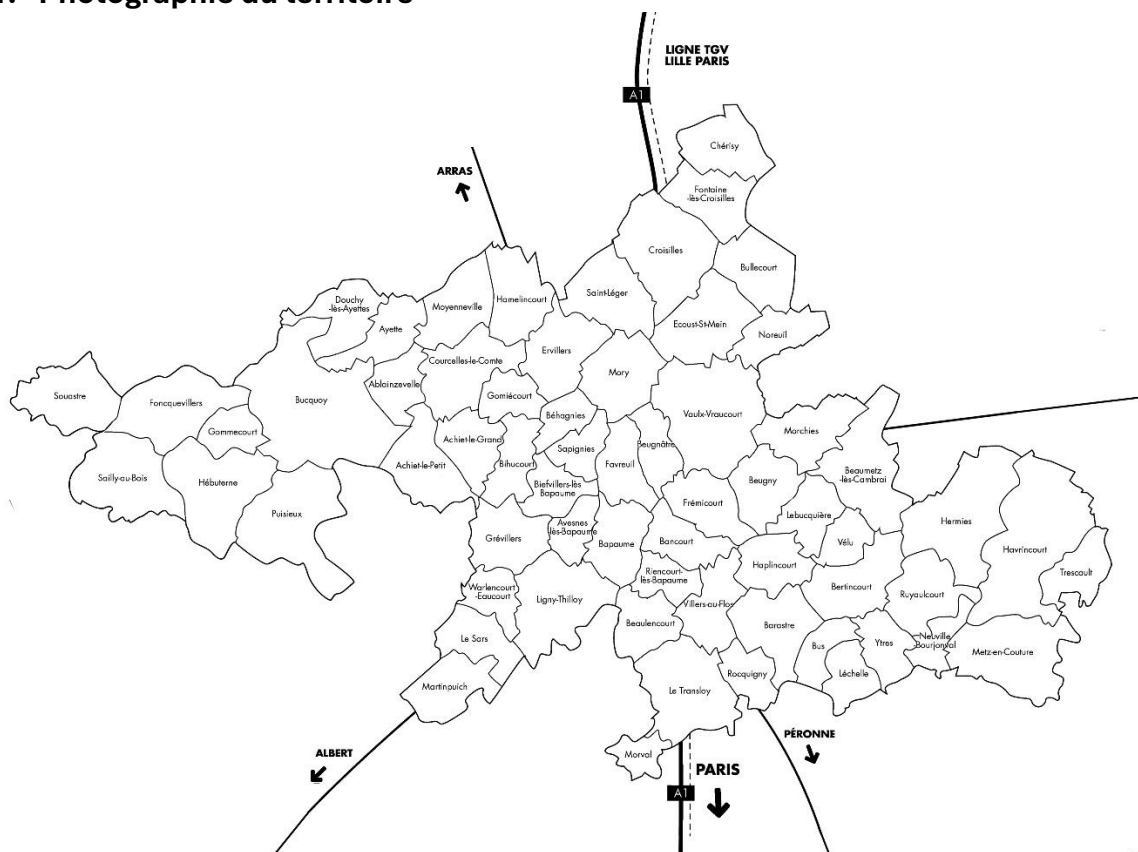 Photographie du territoire
LIGNE TGV
LILLE PARIS
A1
Chérisy
ARRAS
Fontaine
-lès-Croisilles
Croisilles
Bullecourt
Saint-Léger
Douchy
-lès-Ayettes
Moyenneville
Hamelincourt
Ayette
Ecoust-St-Mein
Noreuil
Ervillers
Courcelles-le-Comte
Mory
Ablainzevelle
Souastre
Bucquoy
Gomiécourt
Foncquevillers
Vaulx-Vraucourt
Béhagnies
Gommecourt
Morchies
Achiet-le-Grand
Beugnâtre
Sapignies
Achiet-le-Petit
Bihucourt
Favreuil
Beaumetz
-lès-Cambrai
Sailly-au-Bois
Hébuterne
Beugny
Biefvillers-lès
Bapaume
Frémicourt
Puisieux
Lebucquière
Hermies
Avesnes
-lès-Bapaume
Grévillers
Bapaume
Bancourt
Vélu
Havrincourt
Haplincourt
Riencourt-
lès-Bapaume
Trescault
Warlencourt
-Eaucourt
Ligny-Thilloy
Bertincourt
Ruyaulcourt
Villers-au-Flos
Beaulencourt
Barastre
Le Sars
Neuville
Bourjonval
Ytres
Bus
Metz-en-Couture
Rocquigny
Léchelle
Martinpuich
Le Transloy
PÉRONNE
ALBERT
Morval
PARIS
A1